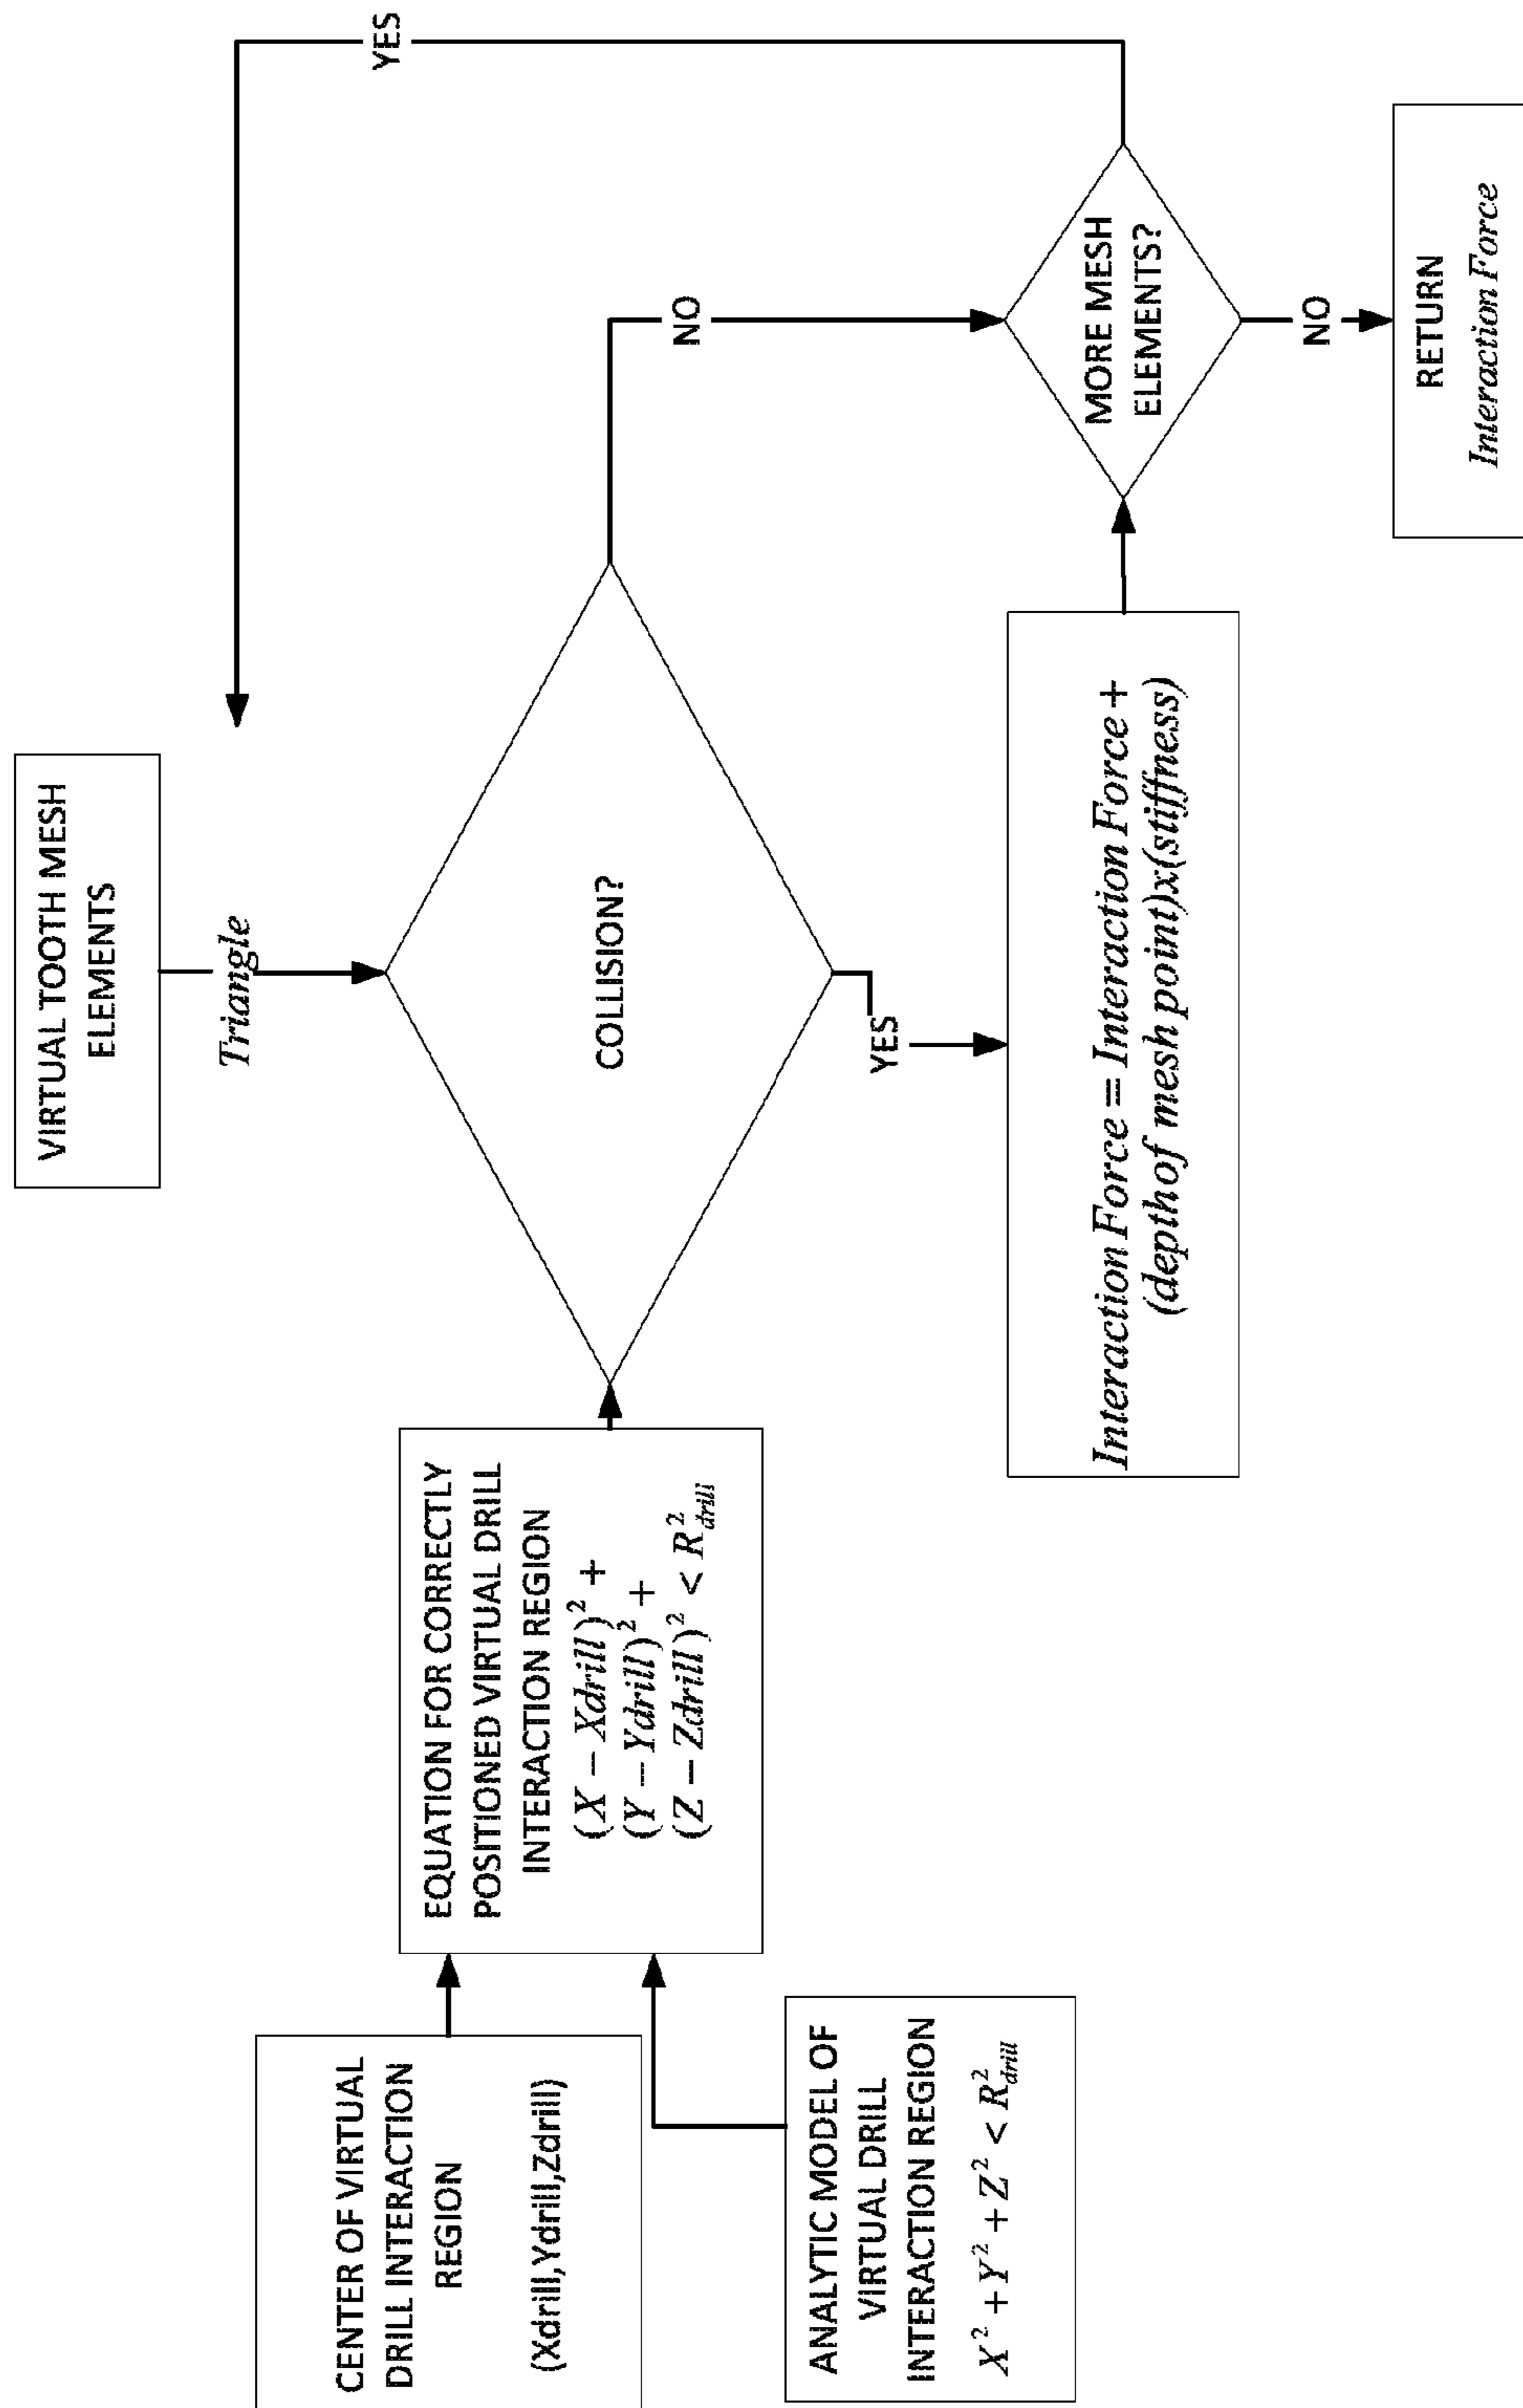 VIRTUAL TOOTH MESH
ELEMENTS
Triangle
YES
CENTER OF VIRTUAL
DRILL INTERACTION
REGION
(Xdrill,Ydrill,Zdrill)
ANALYTIC MODEL OF
VIRTUAL DRILL
INTERACTION REGION
X² + Y² + Z² < R²drill
EQUATION FOR CORRECTLY
POSITIONED VIRTUAL DRILL
INTERACTION REGION
(X − Xdrill)² +
(Y − Ydrill)² +
(Z − Zdrill)² < R²drill
COLLISION?
NO
YES
Interaction Force = Interaction Force +
(depth of mesh point)x(stiffness)
MORE MESH
ELEMENTS?
NO
RETURN
Interaction Force